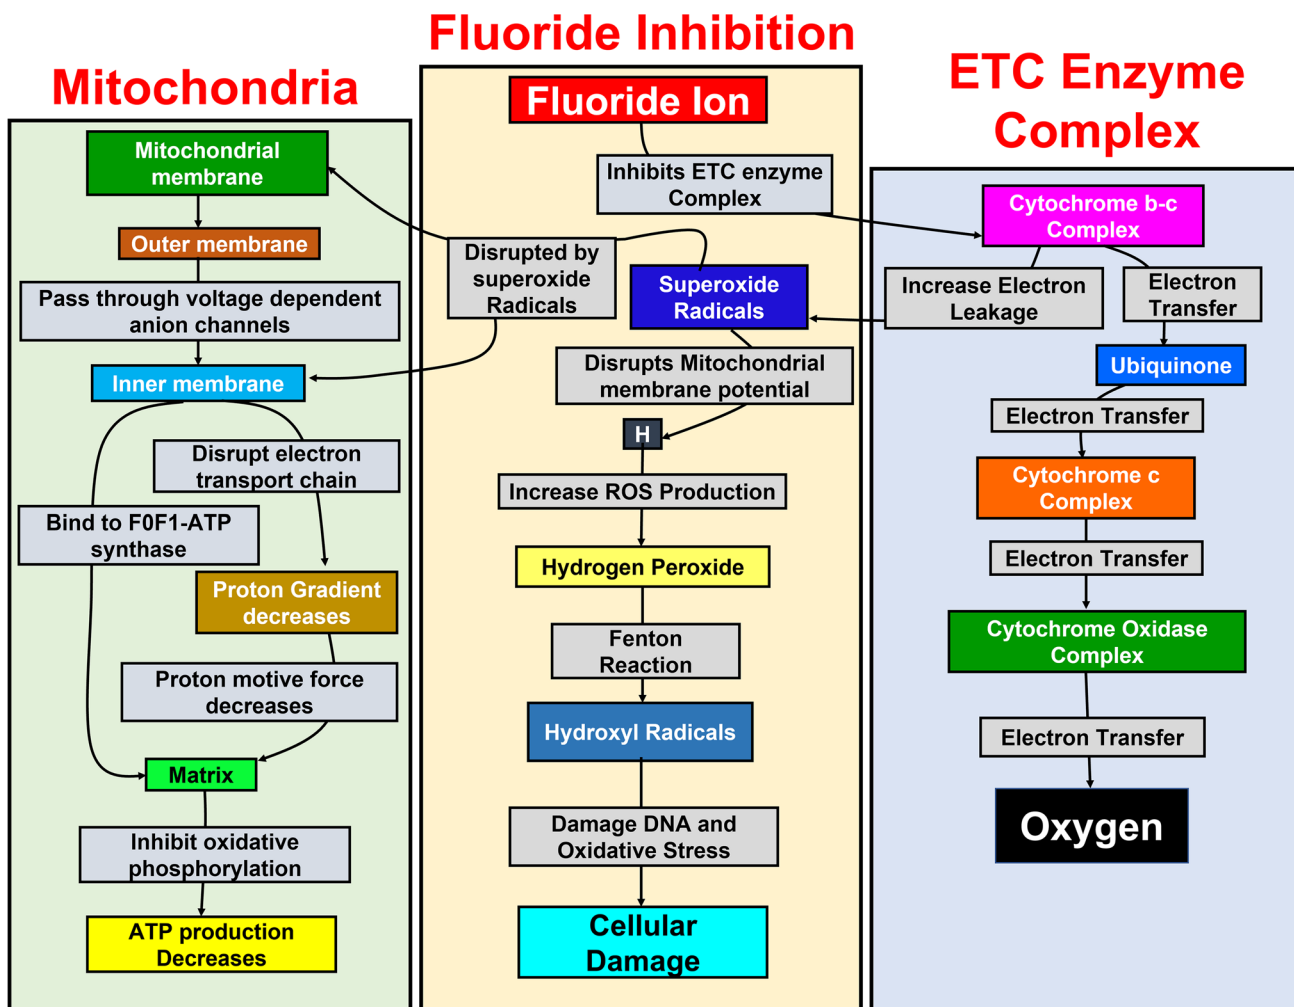 Mitochondria
Mitochondrial
membrane
Outer membrane
Pass through voltage dependent
anion channels
Inner membrane
Disrupt electron
transport chain
Bind to F0F1-ATP
synthase
Proton Gradient
decreases
Proton motive force
decreases
Matrix
Inhibit oxidative
phosphorylation
ATP production
Decreases
Fluoride Inhibition
Fluoride Ion
Inhibits ETC enzyme
Complex
Disrupted by
superoxide
Radicals
Superoxide
Radicals
Disrupts Mitochondrial
membrane potential
H
Increase ROS Production
Hydrogen Peroxide
Fenton
Reaction
Hydroxyl Radicals
Damage DNA and
Oxidative Stress
Cellular
Damage
ETC Enzyme
Complex
Cytochrome b-c
Complex
Increase Electron
Leakage
Electron
Transfer
Ubiquinone
Electron Transfer
Cytochrome c
Complex
Electron Transfer
Cytochrome Oxidase
Complex
Electron Transfer
Oxygen